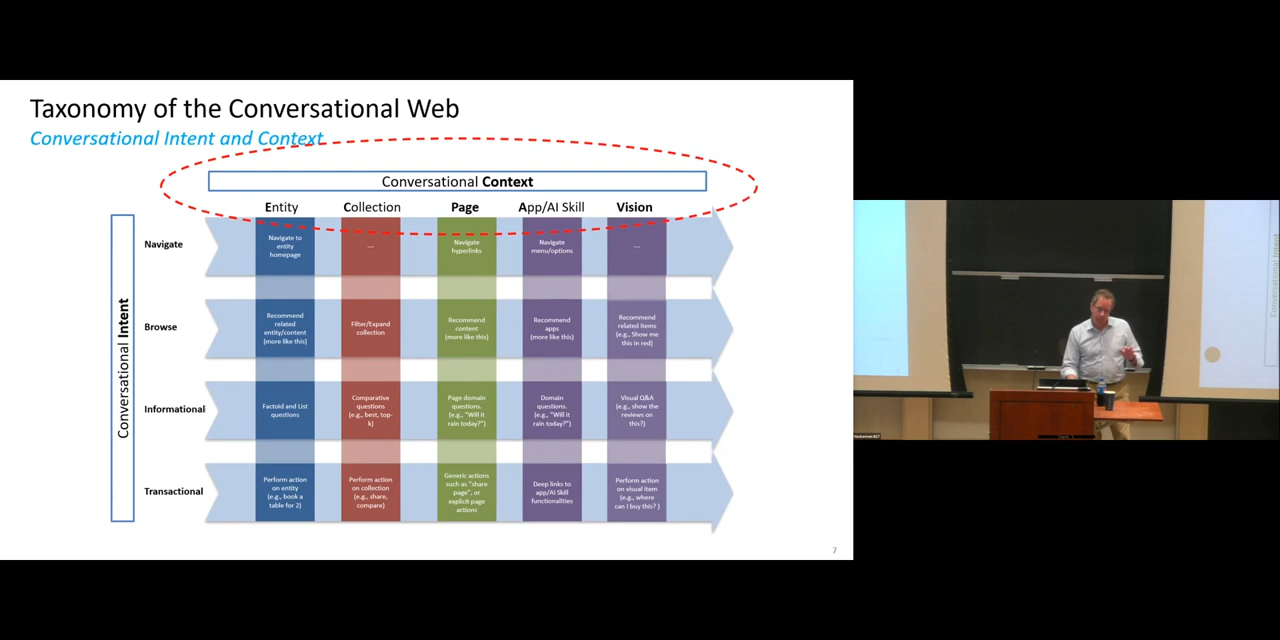 Taxonomy of the Conversational Web
Conversational Intent and Context
Conversational Context
Entity
Collection
Page
App/AI Skill
Vision
Conversational Intent
Navigate
Navigate to
entity
homepage
---
Navigate
hyperlinks
Navigate
menu/options
---
Browse
Recommend
related
entity/content
(more like this)
Filter/Expand
collection
Recommend
content
(more like this)
Recommend
apps
(more like this)
Recommend
related items
(e.g., Show me
this in red)
Informational
Factoid and List
questions
Comparative
questions
(e.g., best, top-
k)
Page domain
questions.
(e.g., "Will it
rain today?")
Domain
questions.
(e.g., "Will it
rain today?")
Visual Q&A
(e.g., show the
reviews on
this?)
Transactional
Perform action
on entity
(e.g., book a
table for 2)
Perform action
on collection
(e.g., share,
compare)
Generic actions
such as "share
page", or
explicit page
actions
Deep links to
app/AI Skill
functionalities
Perform action
on visual item
(e.g., where
can I buy this? )
7
Conversational Intent